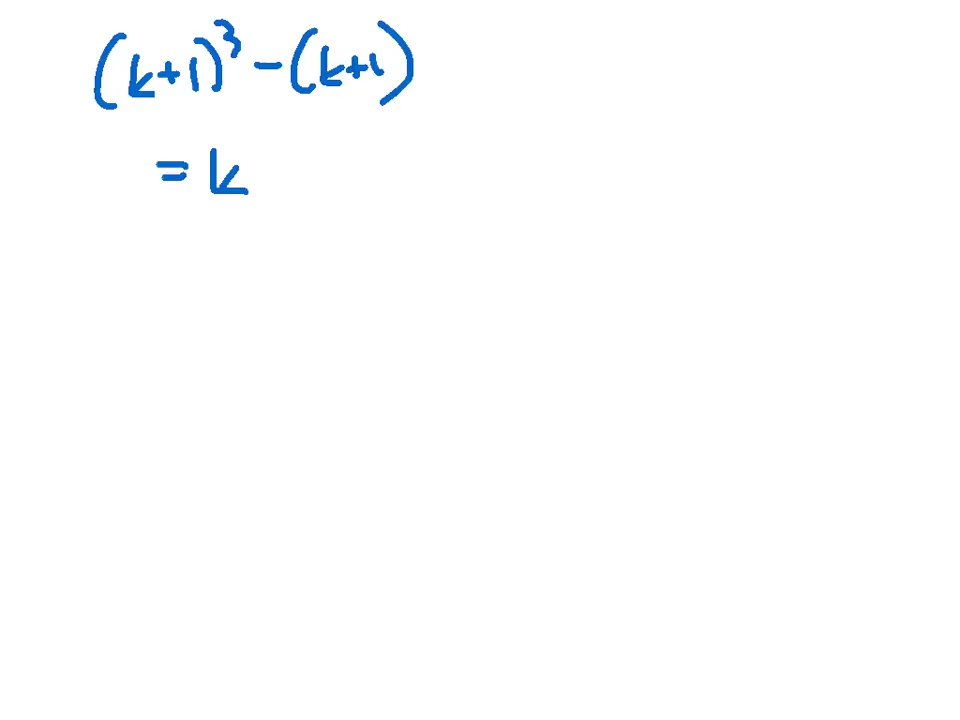 (k+1)³ - (k+1)
= k